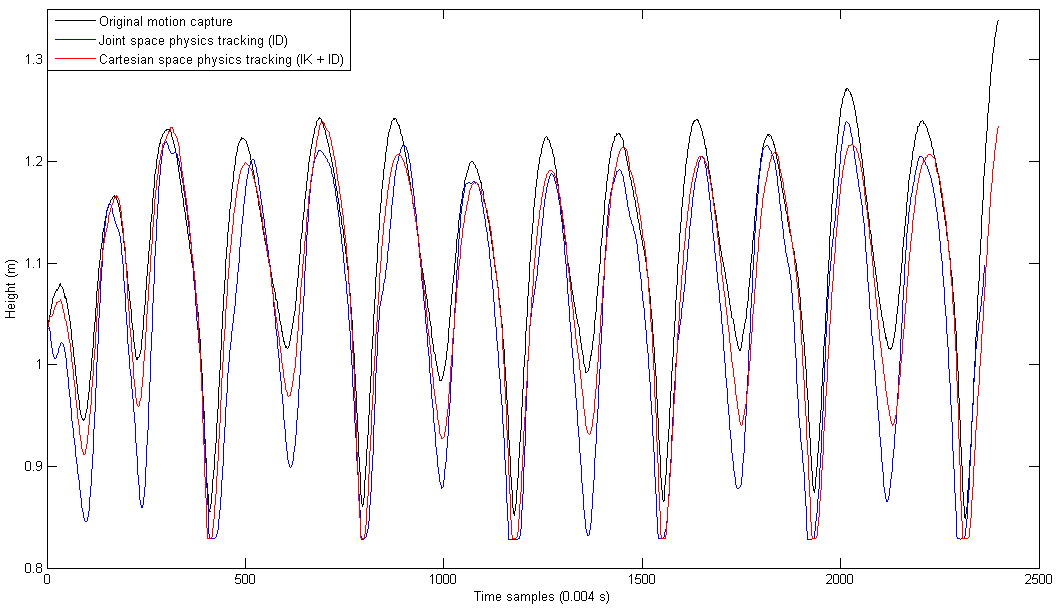 Original motion capture
Joint space physics tracking (ID)
Cartesian space physics tracking (IK + ID)
1.3
1.2
1.1
1
0.9
0.8
Height (m)
0 500 1000 1500 2000 2500
Time samples (0.004 s)